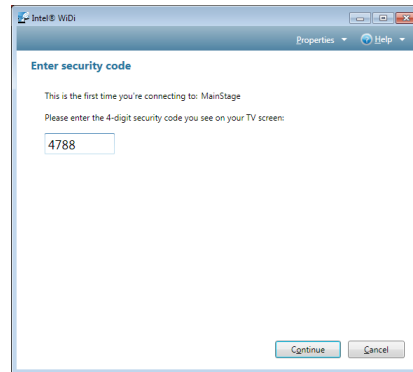 Intel® WiDi
Properties Help
Enter security code
This is the first time you're connecting to: MainStage
Please enter the 4-digit security code you see on your TV screen:
4788
Continue Cancel